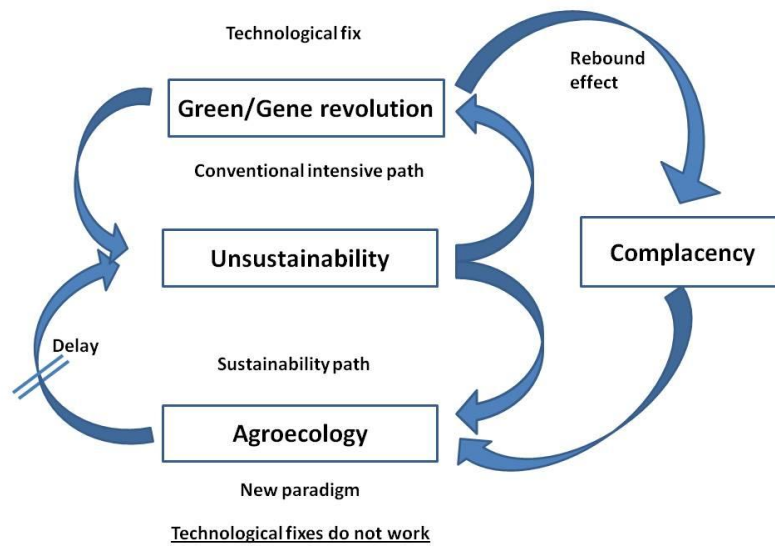 Technological fix
Rebound
effect
Green/Gene revolution
Conventional intensive path
Unsustainability
Complacency
Delay
Sustainability path
Agroecology
New paradigm
Technological fixes do not work